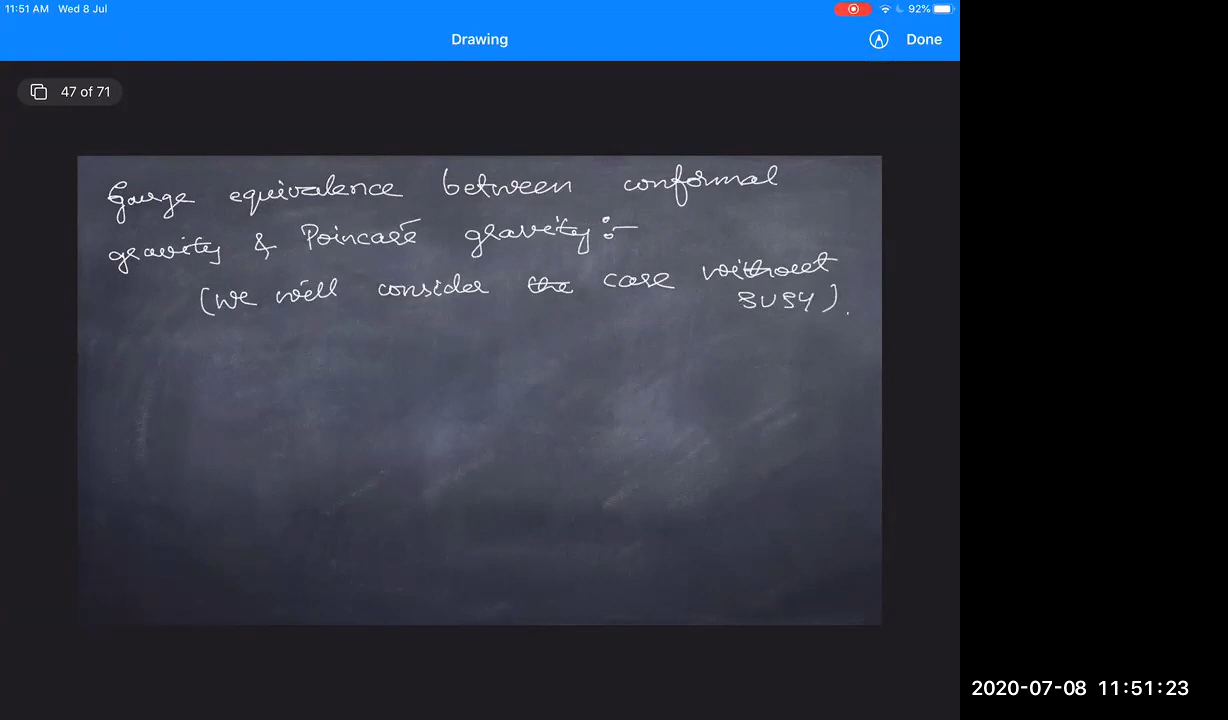 11:51 AM Wed 8 Jul 92%
Drawing Done
47 of 71
Gauge equivalence between conformal
gravity & Poincaré gravity :-
(we will consider the case without
SUSY).
2020-07-08 11:51:23